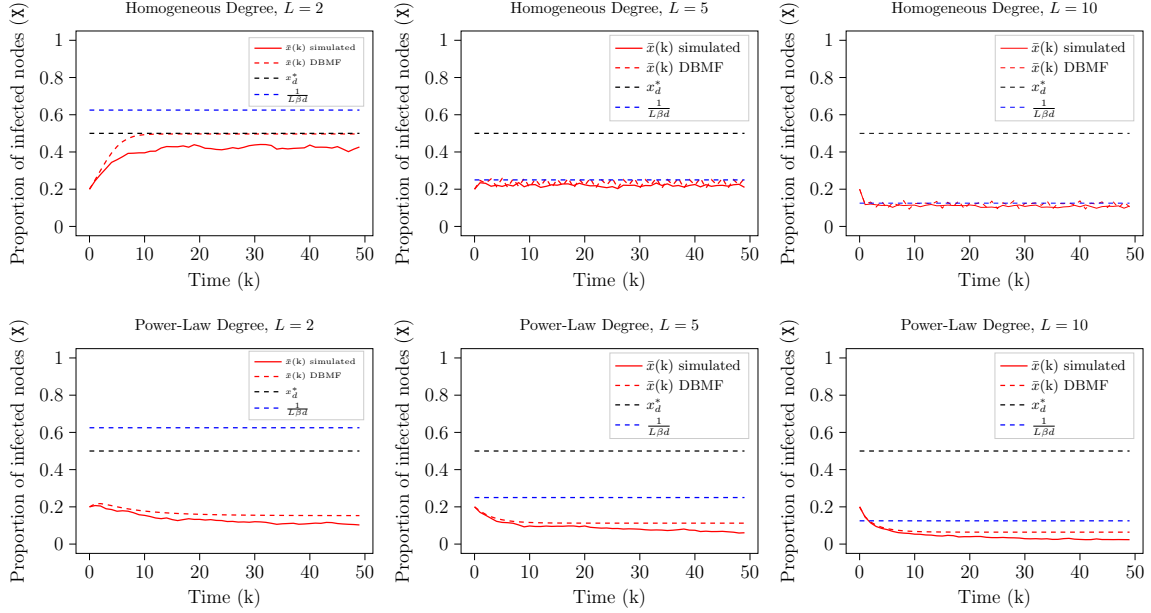 Homogeneous Degree, L = 2
Proportion of infected nodes (X)
1
0.8
0.6
0.4
0.2
0
x̄(k) simulated
x̄(k) DBMF
x*_d
1/(Lβd)
0 10 20 30 40 50
Time (k)
Homogeneous Degree, L = 5
Proportion of infected nodes (X)
1
0.8
0.6
0.4
0.2
0
x̄(k) simulated
x̄(k) DBMF
x*_d
1/(Lβd)
0 10 20 30 40 50
Time (k)
Homogeneous Degree, L = 10
Proportion of infected nodes (X)
1
0.8
0.6
0.4
0.2
0
x̄(k) simulated
x̄(k) DBMF
x*_d
1/(Lβd)
0 10 20 30 40 50
Time (k)
Power-Law Degree, L = 2
Proportion of infected nodes (X)
1
0.8
0.6
0.4
0.2
0
x̄(k) simulated
x̄(k) DBMF
x*_d
1/(Lβd)
0 10 20 30 40 50
Time (k)
Power-Law Degree, L = 5
Proportion of infected nodes (X)
1
0.8
0.6
0.4
0.2
0
x̄(k) simulated
x̄(k) DBMF
x*_d
1/(Lβd)
0 10 20 30 40 50
Time (k)
Power-Law Degree, L = 10
Proportion of infected nodes (X)
1
0.8
0.6
0.4
0.2
0
x̄(k) simulated
x̄(k) DBMF
x*_d
1/(Lβd)
0 10 20 30 40 50
Time (k)